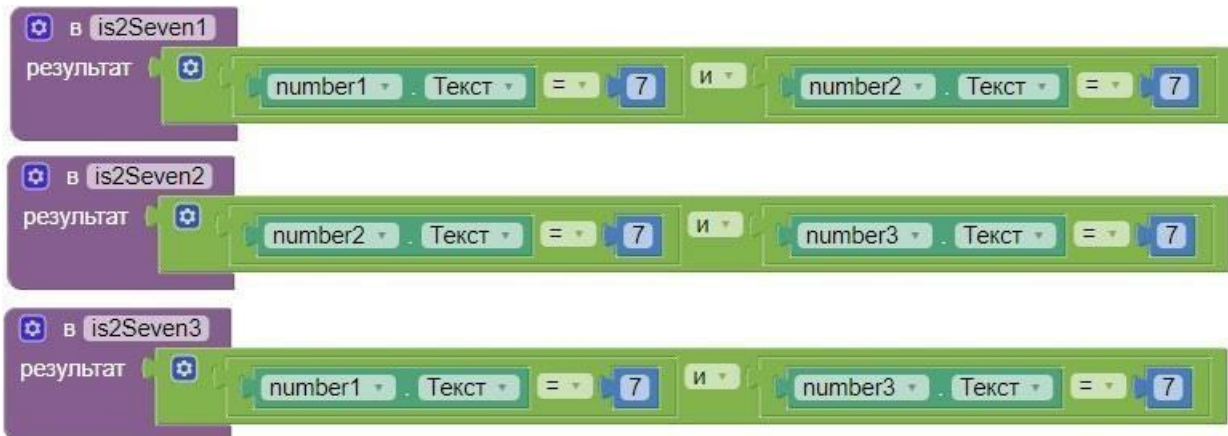 в is2Seven1
результат number1 . Текст = 7 и number2 . Текст = 7
в is2Seven2
результат number2 . Текст = 7 и number3 . Текст = 7
в is2Seven3
результат number1 . Текст = 7 и number3 . Текст = 7